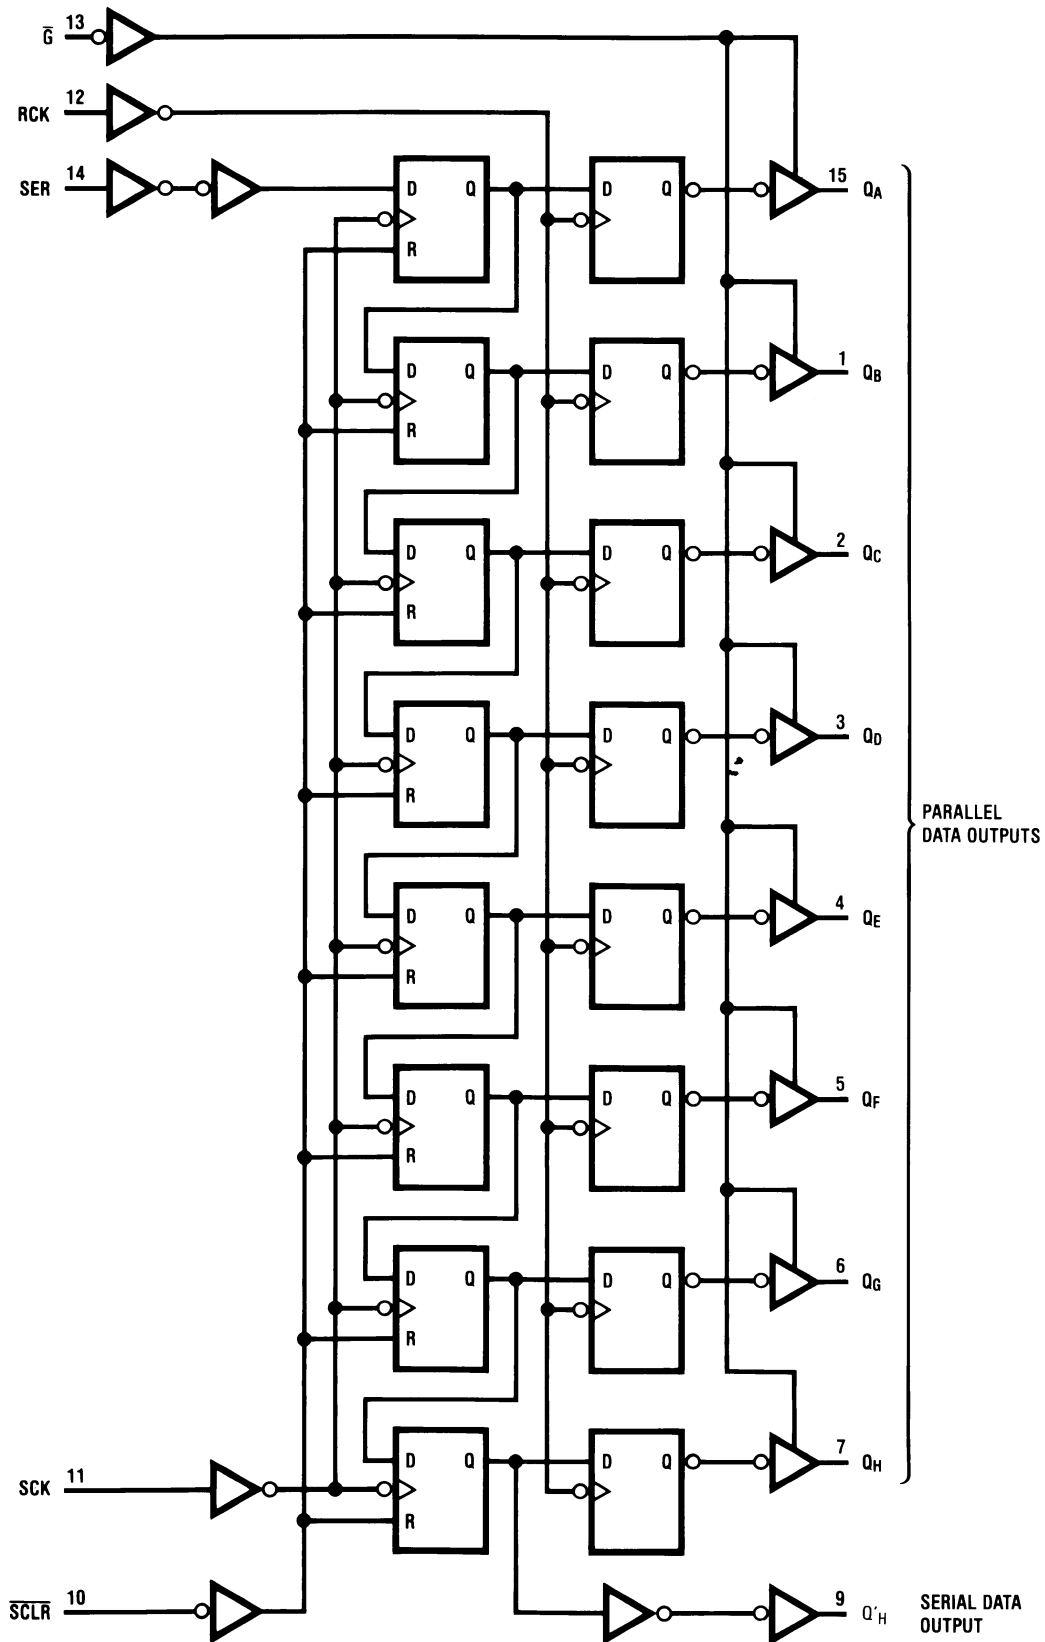 G̅ 13
RCK 12
SER 14
D Q D Q 15 QA
R
D Q D Q 1 QB
R
D Q D Q 2 QC
R
D Q D Q 3 QD
R
PARALLEL
DATA OUTPUTS
D Q D Q 4 QE
R
D Q D Q 5 QF
R
D Q D Q 6 QG
R
D Q D Q 7 QH
SCK 11
R
S̅C̅L̅R̅ 10
9 Q'H
SERIAL DATA
OUTPUT